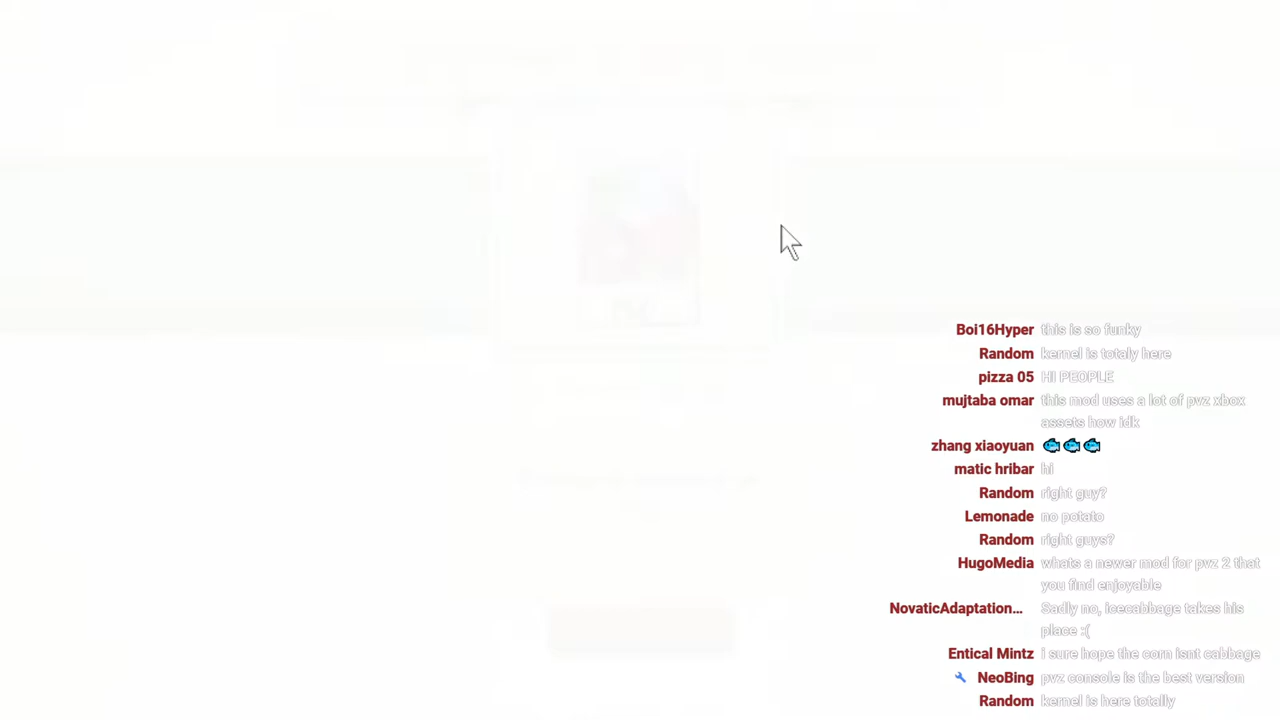 Boi16Hyper this is so funky
Random kernel is totaly here
pizza 05 HI PEOPLE
mujtaba omar this mod uses a lot of pvz xbox
assets how idk
zhang xiaoyuan 🐟🐟🐟
matic hribar hi
Random right guy?
Lemonade no potato
Random right guys?
HugoMedia whats a newer mod for pvz 2 that
you find enjoyable
NovaticAdaptation... Sadly no, icecabbage takes his
place :(
Entical Mintz i sure hope the corn isnt cabbage
NeoBing pvz console is the best version
Random kernel is here totally